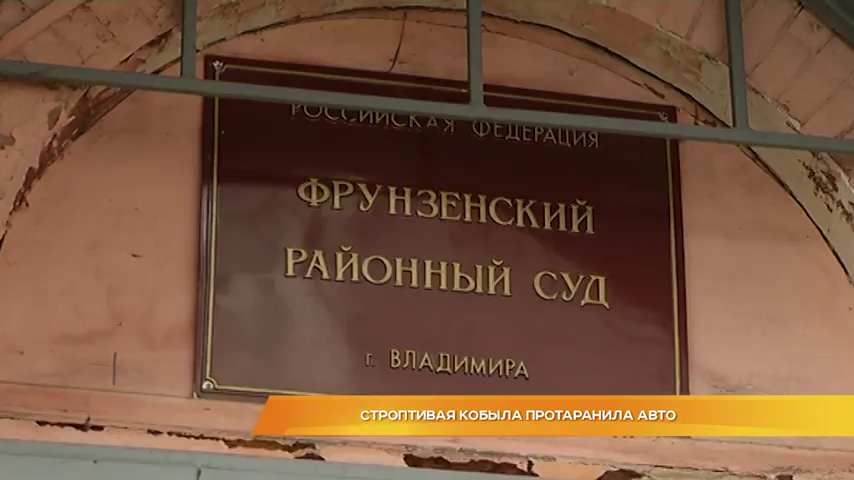 РОССИЙСКАЯ ФЕДЕРАЦИЯ
ФРУНЗЕНСКИЙ
РАЙОННЫЙ СУД
г. ВЛАДИМИРА
СТРОПТИВАЯ КОБЫЛА ПРОТАРАНИЛА АВТО